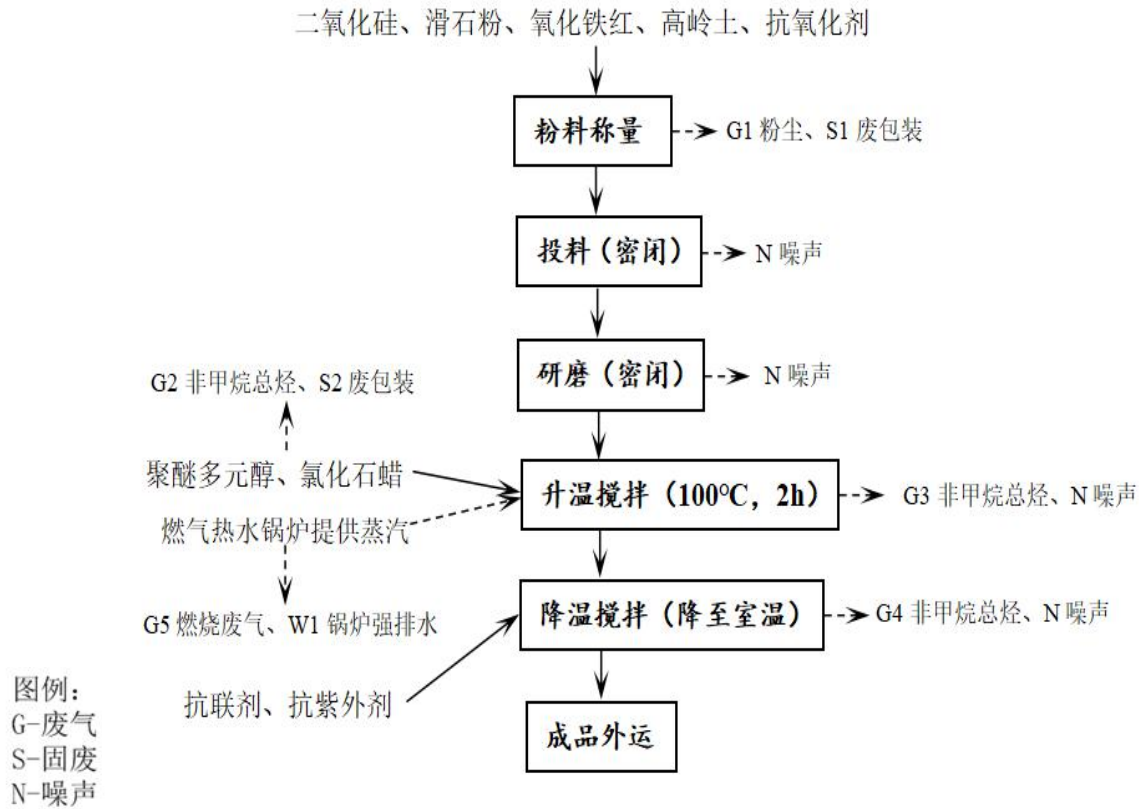 二氧化硅、滑石粉、氧化铁红、高岭土、抗氧化剂
粉料称量
G1 粉尘、S1 废包装
投料（密闭）
N 噪声
研磨（密闭）
N 噪声
G2 非甲烷总烃、S2 废包装
聚醚多元醇、氯化石蜡
升温搅拌（100℃，2h）
G3 非甲烷总烃、N 噪声
燃气热水锅炉提供蒸汽
降温搅拌（降至室温）
G4 非甲烷总烃、N 噪声
G5 燃烧废气、W1 锅炉强排水
抗联剂、抗紫外剂
成品外运
图例：
G-废气
S-固废
N-噪声